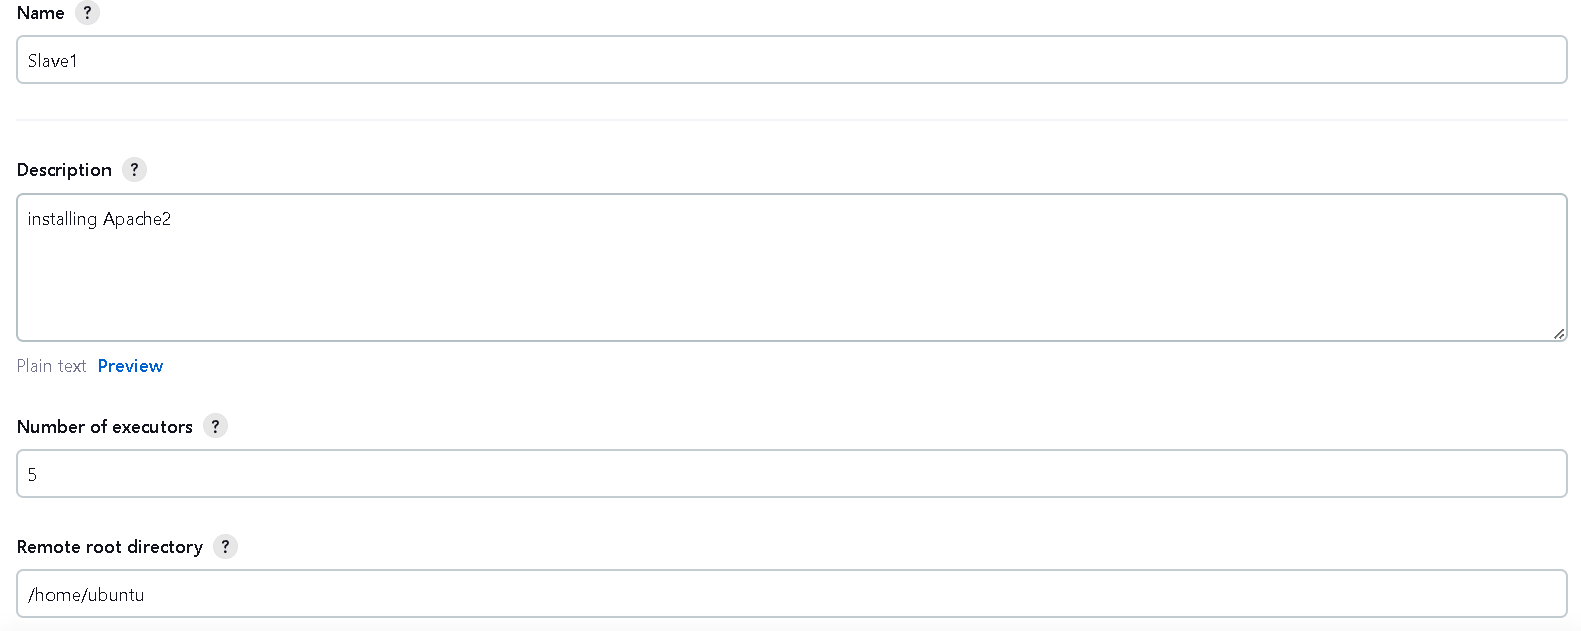 Name ?
Slave1
Description ?
installing Apache2
Plain text Preview
Number of executors ?
5
Remote root directory ?
/home/ubuntu